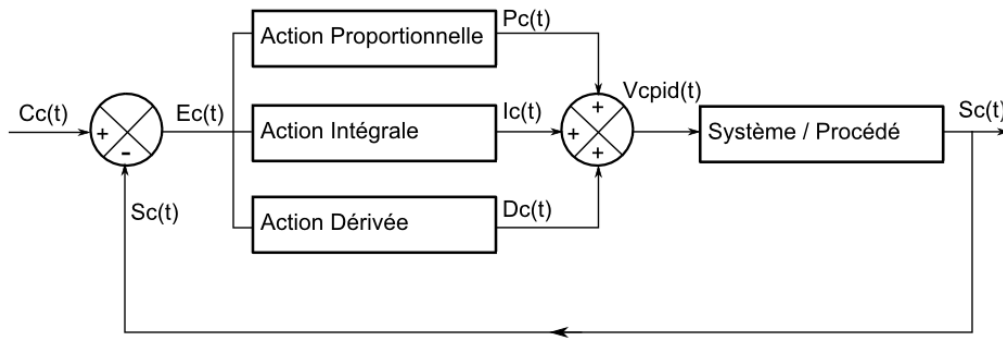 Pc(t)
Action Proportionnelle
Cc(t)
+
-
Ec(t)
Action Intégrale
Ic(t)
+
+
+
Vcpid(t)
Système / Procédé
Sc(t)
Sc(t)
Action Dérivée
Dc(t)